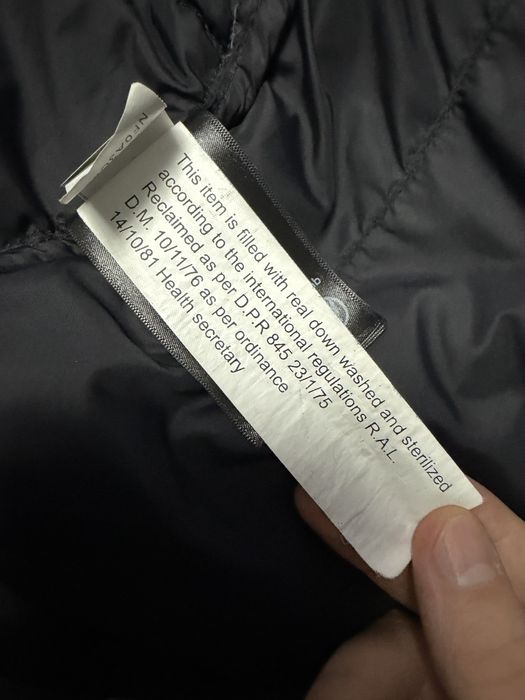 This item is filled with real down washed and sterilized
according to the international regulations R.A.L.
Reclaimed as per D.P.R 845 23/1/75
D.M. 10/11/76 as per ordinance
14/10/81 Health secretary